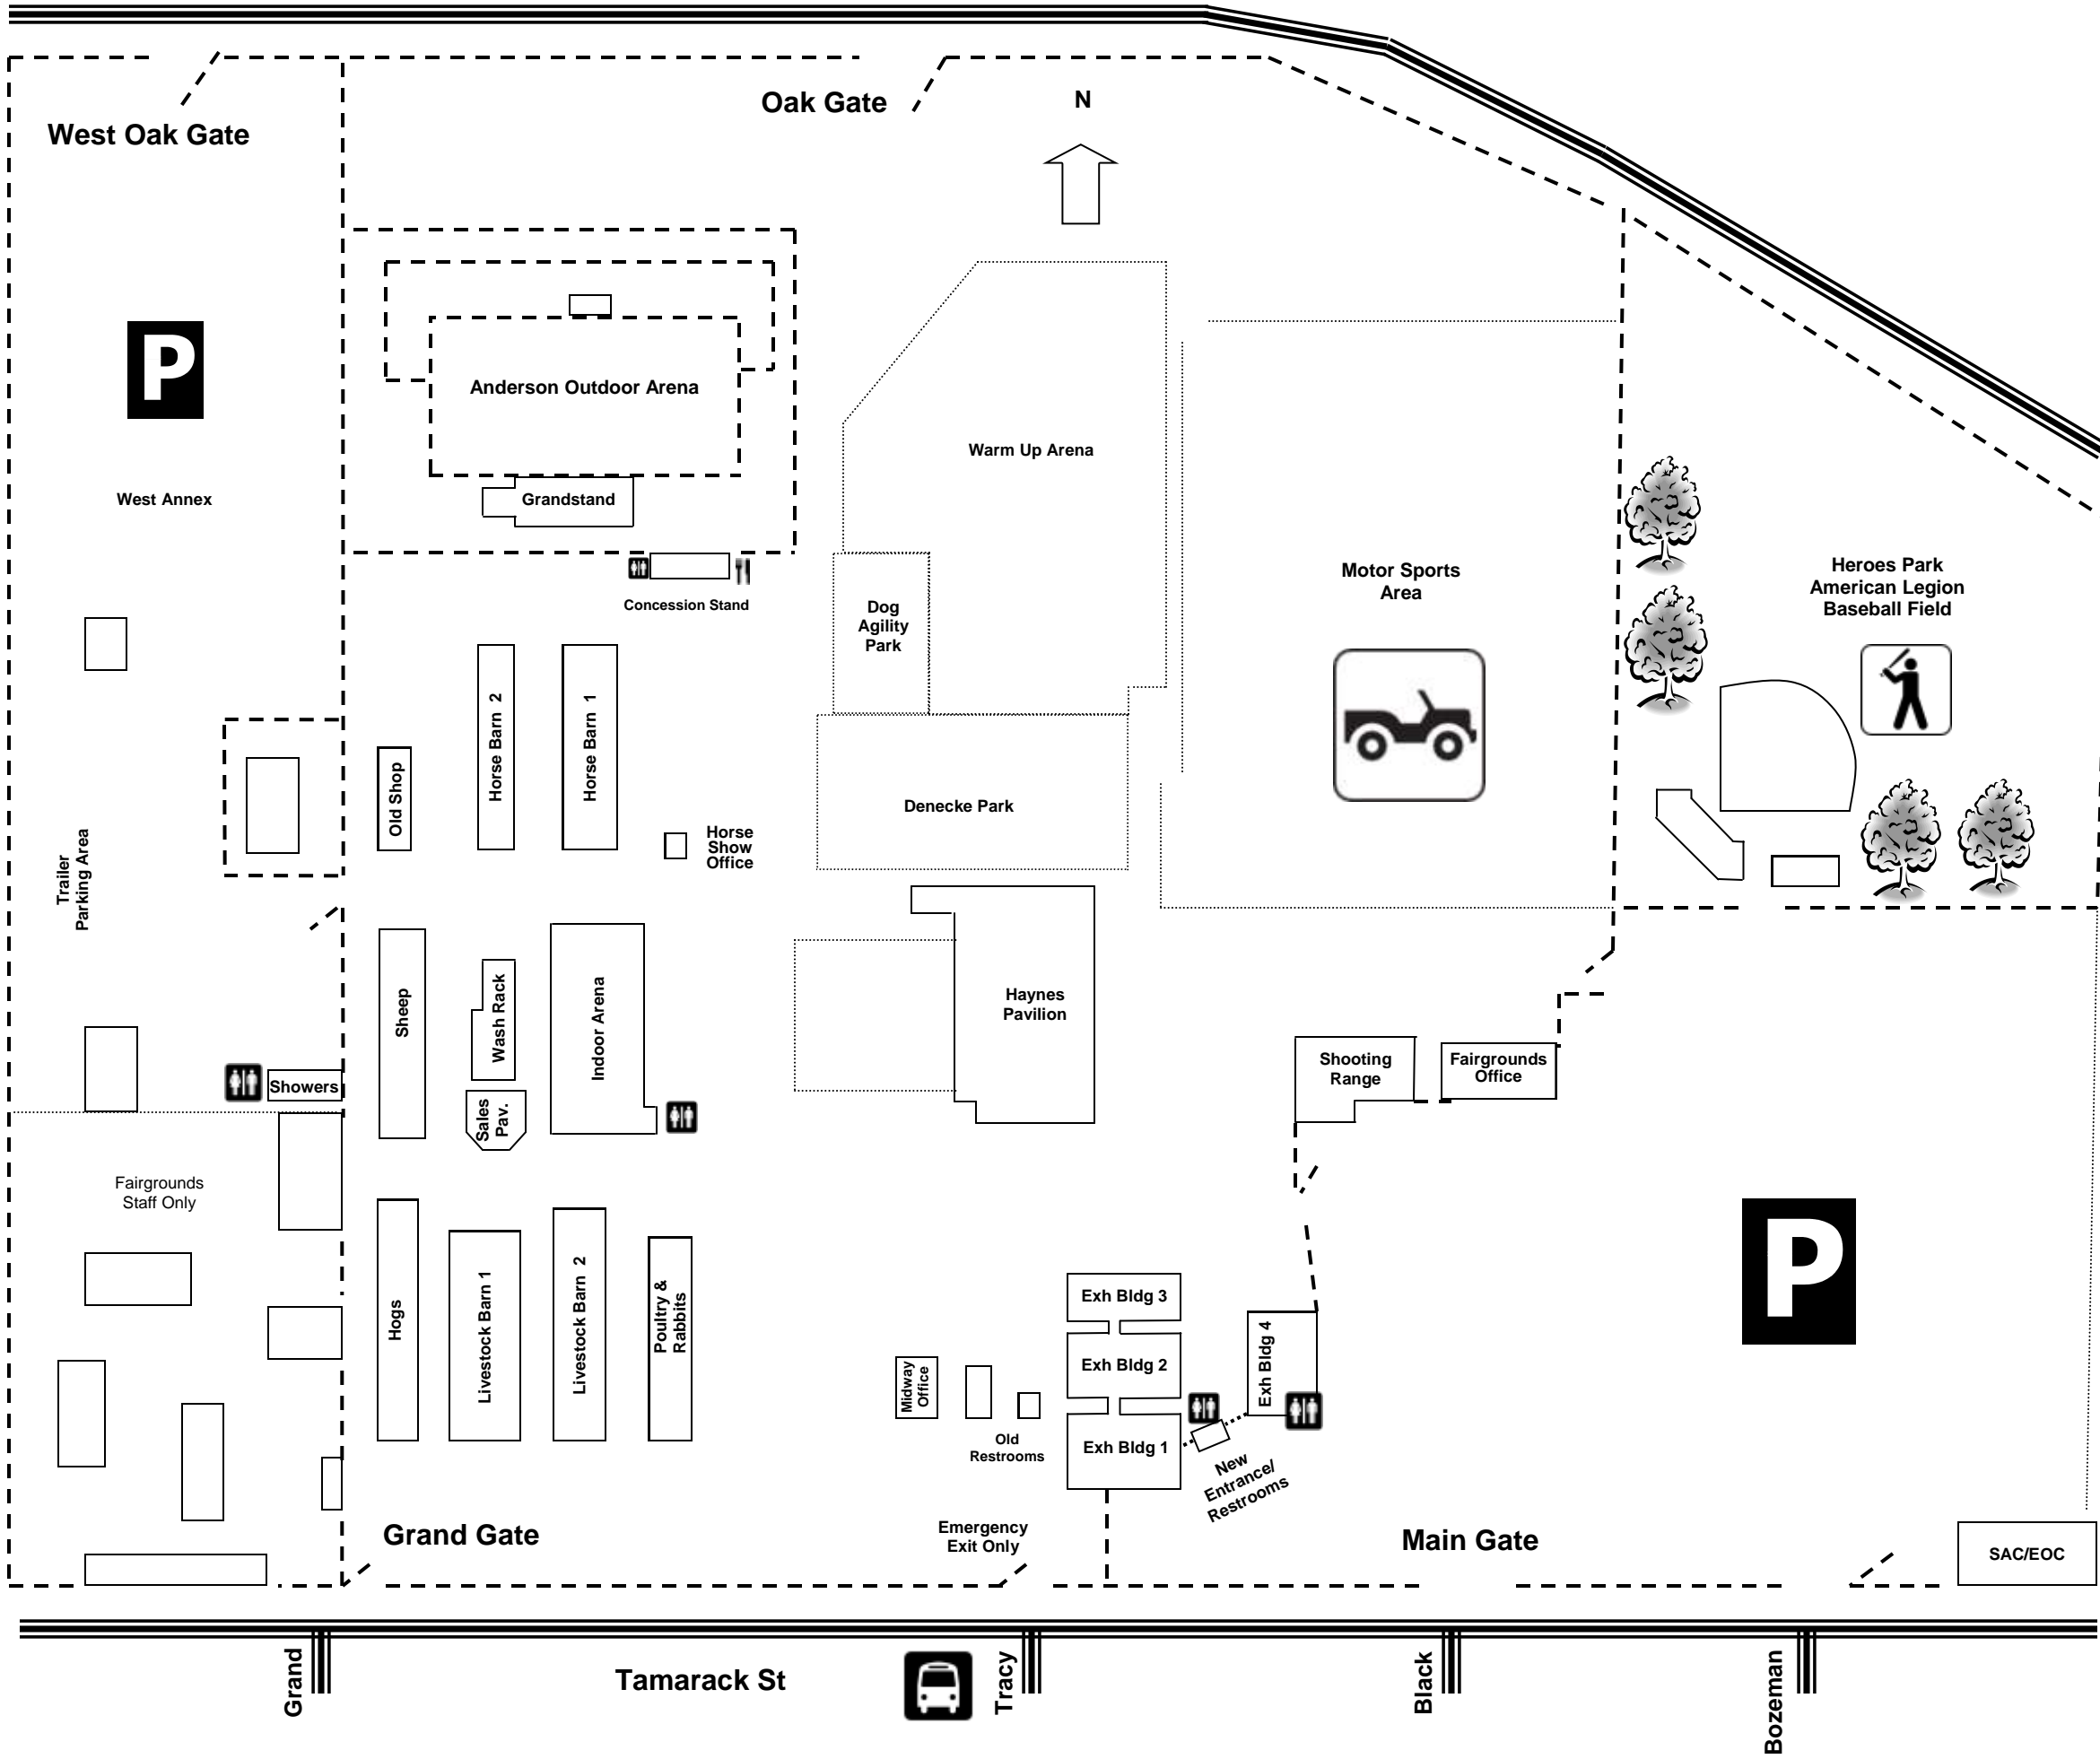 Oak Gate
N
West Oak Gate
P
Anderson Outdoor Arena
Warm Up Arena
West Annex
Grandstand
Motor Sports
Area
Heroes Park
American Legion
Baseball Field
Concession Stand
Dog
Agility
Park
Horse Barn 2
Horse Barn 1
Old Shop
Denecke Park
Horse
Show
Office
Trailer
Parking Area
Sheep
Wash Rack
Indoor Arena
Haynes
Pavilion
Shooting
Range
Fairgrounds
Office
Showers
Sales
Pav.
Fairgrounds
Staff Only
P
Hogs
Livestock Barn 1
Livestock Barn 2
Poultry &
Rabbits
Exh Bldg 3
Exh Bldg 2
Exh Bldg 4
Midway
Office
Old
Restrooms
Exh Bldg 1
New
Entrance/
Restrooms
Grand Gate
Emergency
Exit Only
Main Gate
SAC/EOC
Grand
Tamarack St
Tracy
Black
Bozeman